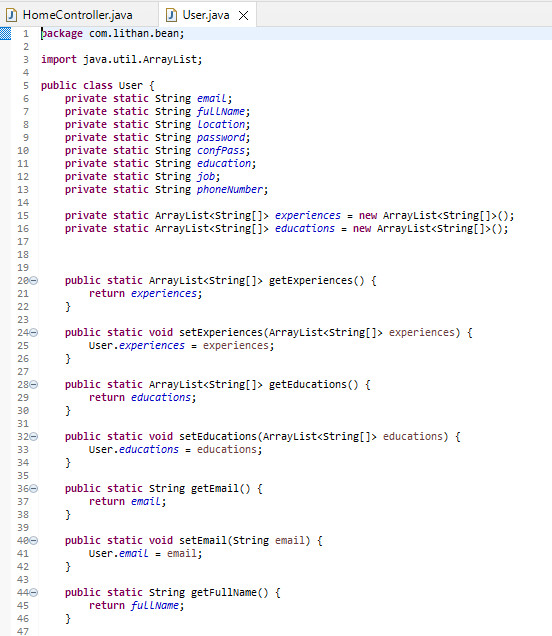 HomeController.java User.java
1 package com.lithan.bean;
2
3 import java.util.ArrayList;
4
5 public class User {
6 private static String email;
7 private static String fullName;
8 private static String location;
9 private static String password;
10 private static String confPass;
11 private static String education;
12 private static String job;
13 private static String phoneNumber;
14
15 private static ArrayList<String[]> experiences = new ArrayList<String[]>();
16 private static ArrayList<String[]> educations = new ArrayList<String[]>();
17
18
19
20 public static ArrayList<String[]> getExperiences() {
21 return experiences;
22 }
23
24 public static void setExperiences(ArrayList<String[]> experiences) {
25 User.experiences = experiences;
26 }
27
28 public static ArrayList<String[]> getEducations() {
29 return educations;
30 }
31
32 public static void setEducations(ArrayList<String[]> educations) {
33 User.educations = educations;
34 }
35
36 public static String getEmail() {
37 return email;
38 }
39
40 public static void setEmail(String email) {
41 User.email = email;
42 }
43
44 public static String getFullName() {
45 return fullName;
46 }
47